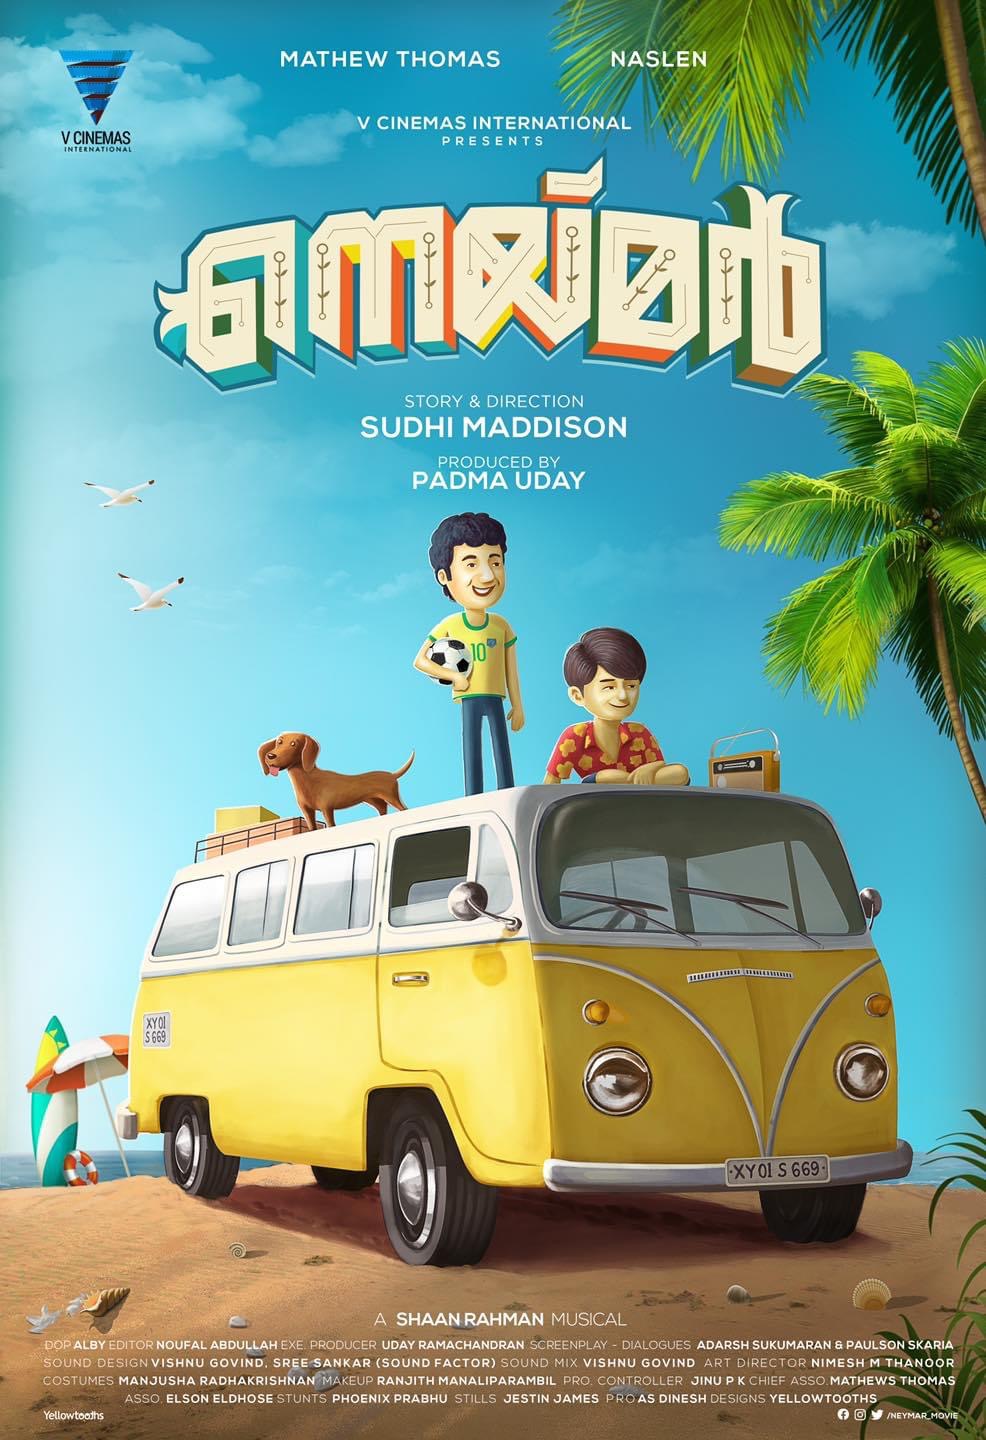 MATHEW THOMAS NASLEN
V CINEMAS
INTERNATIONAL
V CINEMAS INTERNATIONAL
PRESENTS
നെയ്മർ
STORY & DIRECTION
SUDHI MADDISON
PRODUCED BY
PADMA UDAY
10
XY01
S 669
XY01 S 669
A SHAAN RAHMAN MUSICAL
DOP ALBY EDITOR NOUFAL ABDULLAH EXE. PRODUCER UDAY RAMACHANDRAN SCREENPLAY - DIALOGUES ADARSH SUKUMARAN & PAULSON SKARIA
SOUND DESIGN VISHNU GOVIND, SREE SANKAR (SOUND FACTOR) SOUND MIX VISHNU GOVIND ART DIRECTOR NIMESH M THANOOR
COSTUMES MANJUSHA RADHAKRISHNAN MAKEUP RANJITH MANALIPARAMBIL PRO. CONTROLLER JINU P K CHIEF ASSO. MATHEWS THOMAS
ASSO. ELSON ELDHOSE STUNTS PHOENIX PRABHU STILLS JESTIN JAMES PRO AS DINESH DESIGNS YELLOWTOOTHS
Yellowtooths
/NEYMAR_MOVIE